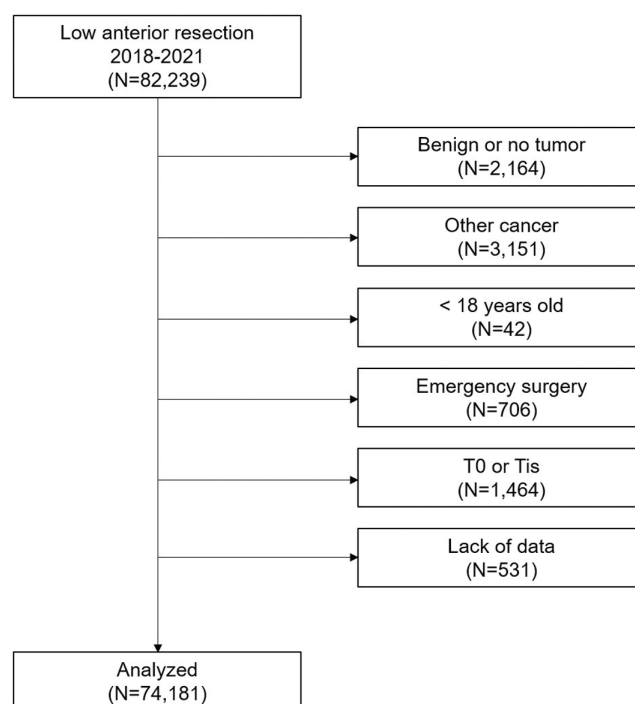 Low anterior resection
2018-2021
(N=82,239)
Benign or no tumor
(N=2,164)
Other cancer
(N=3,151)
< 18 years old
(N=42)
Emergency surgery
(N=706)
T0 or Tis
(N=1,464)
Lack of data
(N=531)
Analyzed
(N=74,181)